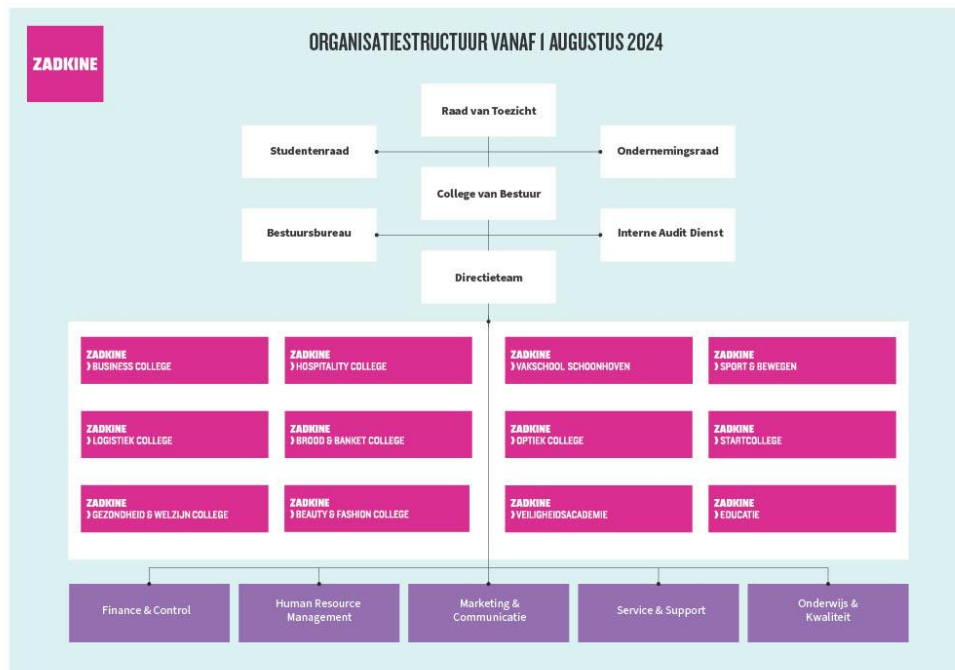 ORGANISATIESTRUCTUUR VANAF 1 AUGUSTUS 2024
ZADKINE
Raad van Toezicht
Studentenraad
Ondernemingsraad
College van Bestuur
Bestuursbureau
Interne Audit Dienst
Directieteam
ZADKINE
❯BUSINESS COLLEGE
ZADKINE
❯HOSPITALITY COLLEGE
ZADKINE
❯VAKSCHOOL SCHOONHOVEN
ZADKINE
❯SPORT & BEWEGEN
ZADKINE
❯LOGISTIEK COLLEGE
ZADKINE
❯BROOD & BANKET COLLEGE
ZADKINE
❯OPTIEK COLLEGE
ZADKINE
❯STARTCOLLEGE
ZADKINE
❯GEZONDHEID & WELZIJN COLLEGE
ZADKINE
❯BEAUTY & FASHION COLLEGE
ZADKINE
❯VEILIGHEIDSACADEMIE
ZADKINE
❯EDUCATIE
Finance & Control
Human Resource
Management
Marketing &
Communicatie
Service & Support
Onderwijs &
Kwaliteit